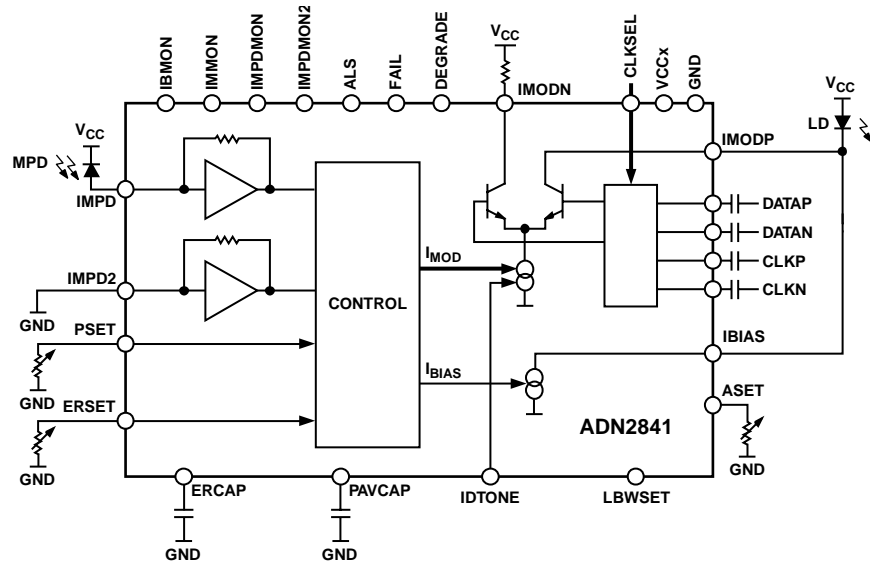 IBMON
IMMON
IMPDMON
IMPDMON2
ALS
FAIL
DEGRADE
VCC
IMODN
CLKSEL
VCCx
GND
VCC
LD
IMODP
VCC
MPD
IMPD
DATAP
DATAN
CLKP
CLKN
IMOD
IMPD2
CONTROL
GND
PSET
IBIAS
GND
IBIAS
ASET
ERSET
ADN2841
GND
GND
ERCAP
PAVCAP
IDTONE
LBWSET
GND
GND